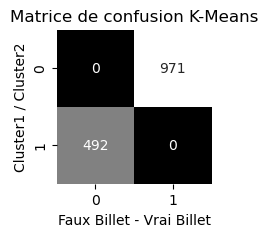 Matrice de confusion K-Means
Cluster1 / Cluster2
0
0
971
1
492
0
0
1
Faux Billet - Vrai Billet